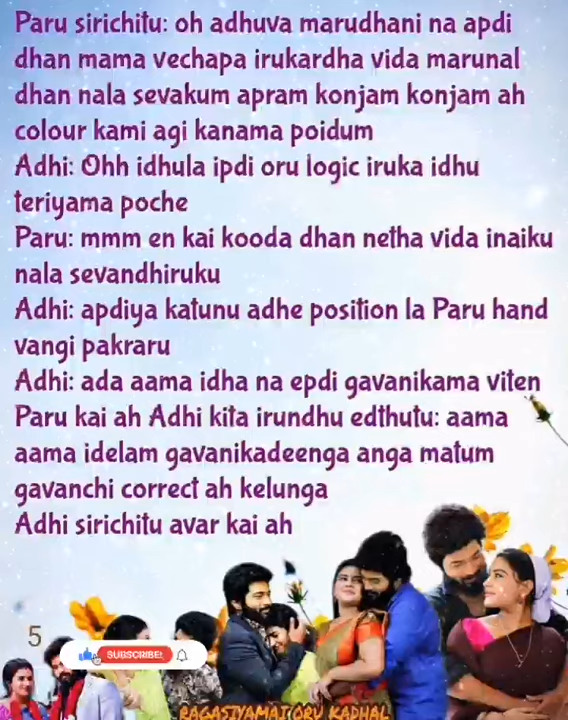 Paru sirichitu: oh adhuva marudhani na apdi
dhan mama vechapa irukardha vida marunal
dhan nala sevakum apram konjam konjam ah
colour kami agi kanama poidum
Adhi: Ohh idhula ipdi oru logic iruka idhu
teriyama poche
Paru: mmm en kai kooda dhan netha vida inaiku
nala sevandhiruku
Adhi: apdiya katunu adhe position la Paru hand
vangi pakraru
Adhi: ada aama idha na epdi gavanikama viten
Paru kai ah Adhi kita irundhu edthutu: aama
aama idelam gavanikadeenga anga matum
gavanchi correct ah kelunga
Adhi sirichitu avar kai ah
5
SUBSCRIBE!
RAGASIYAMAI ORU KADHAL